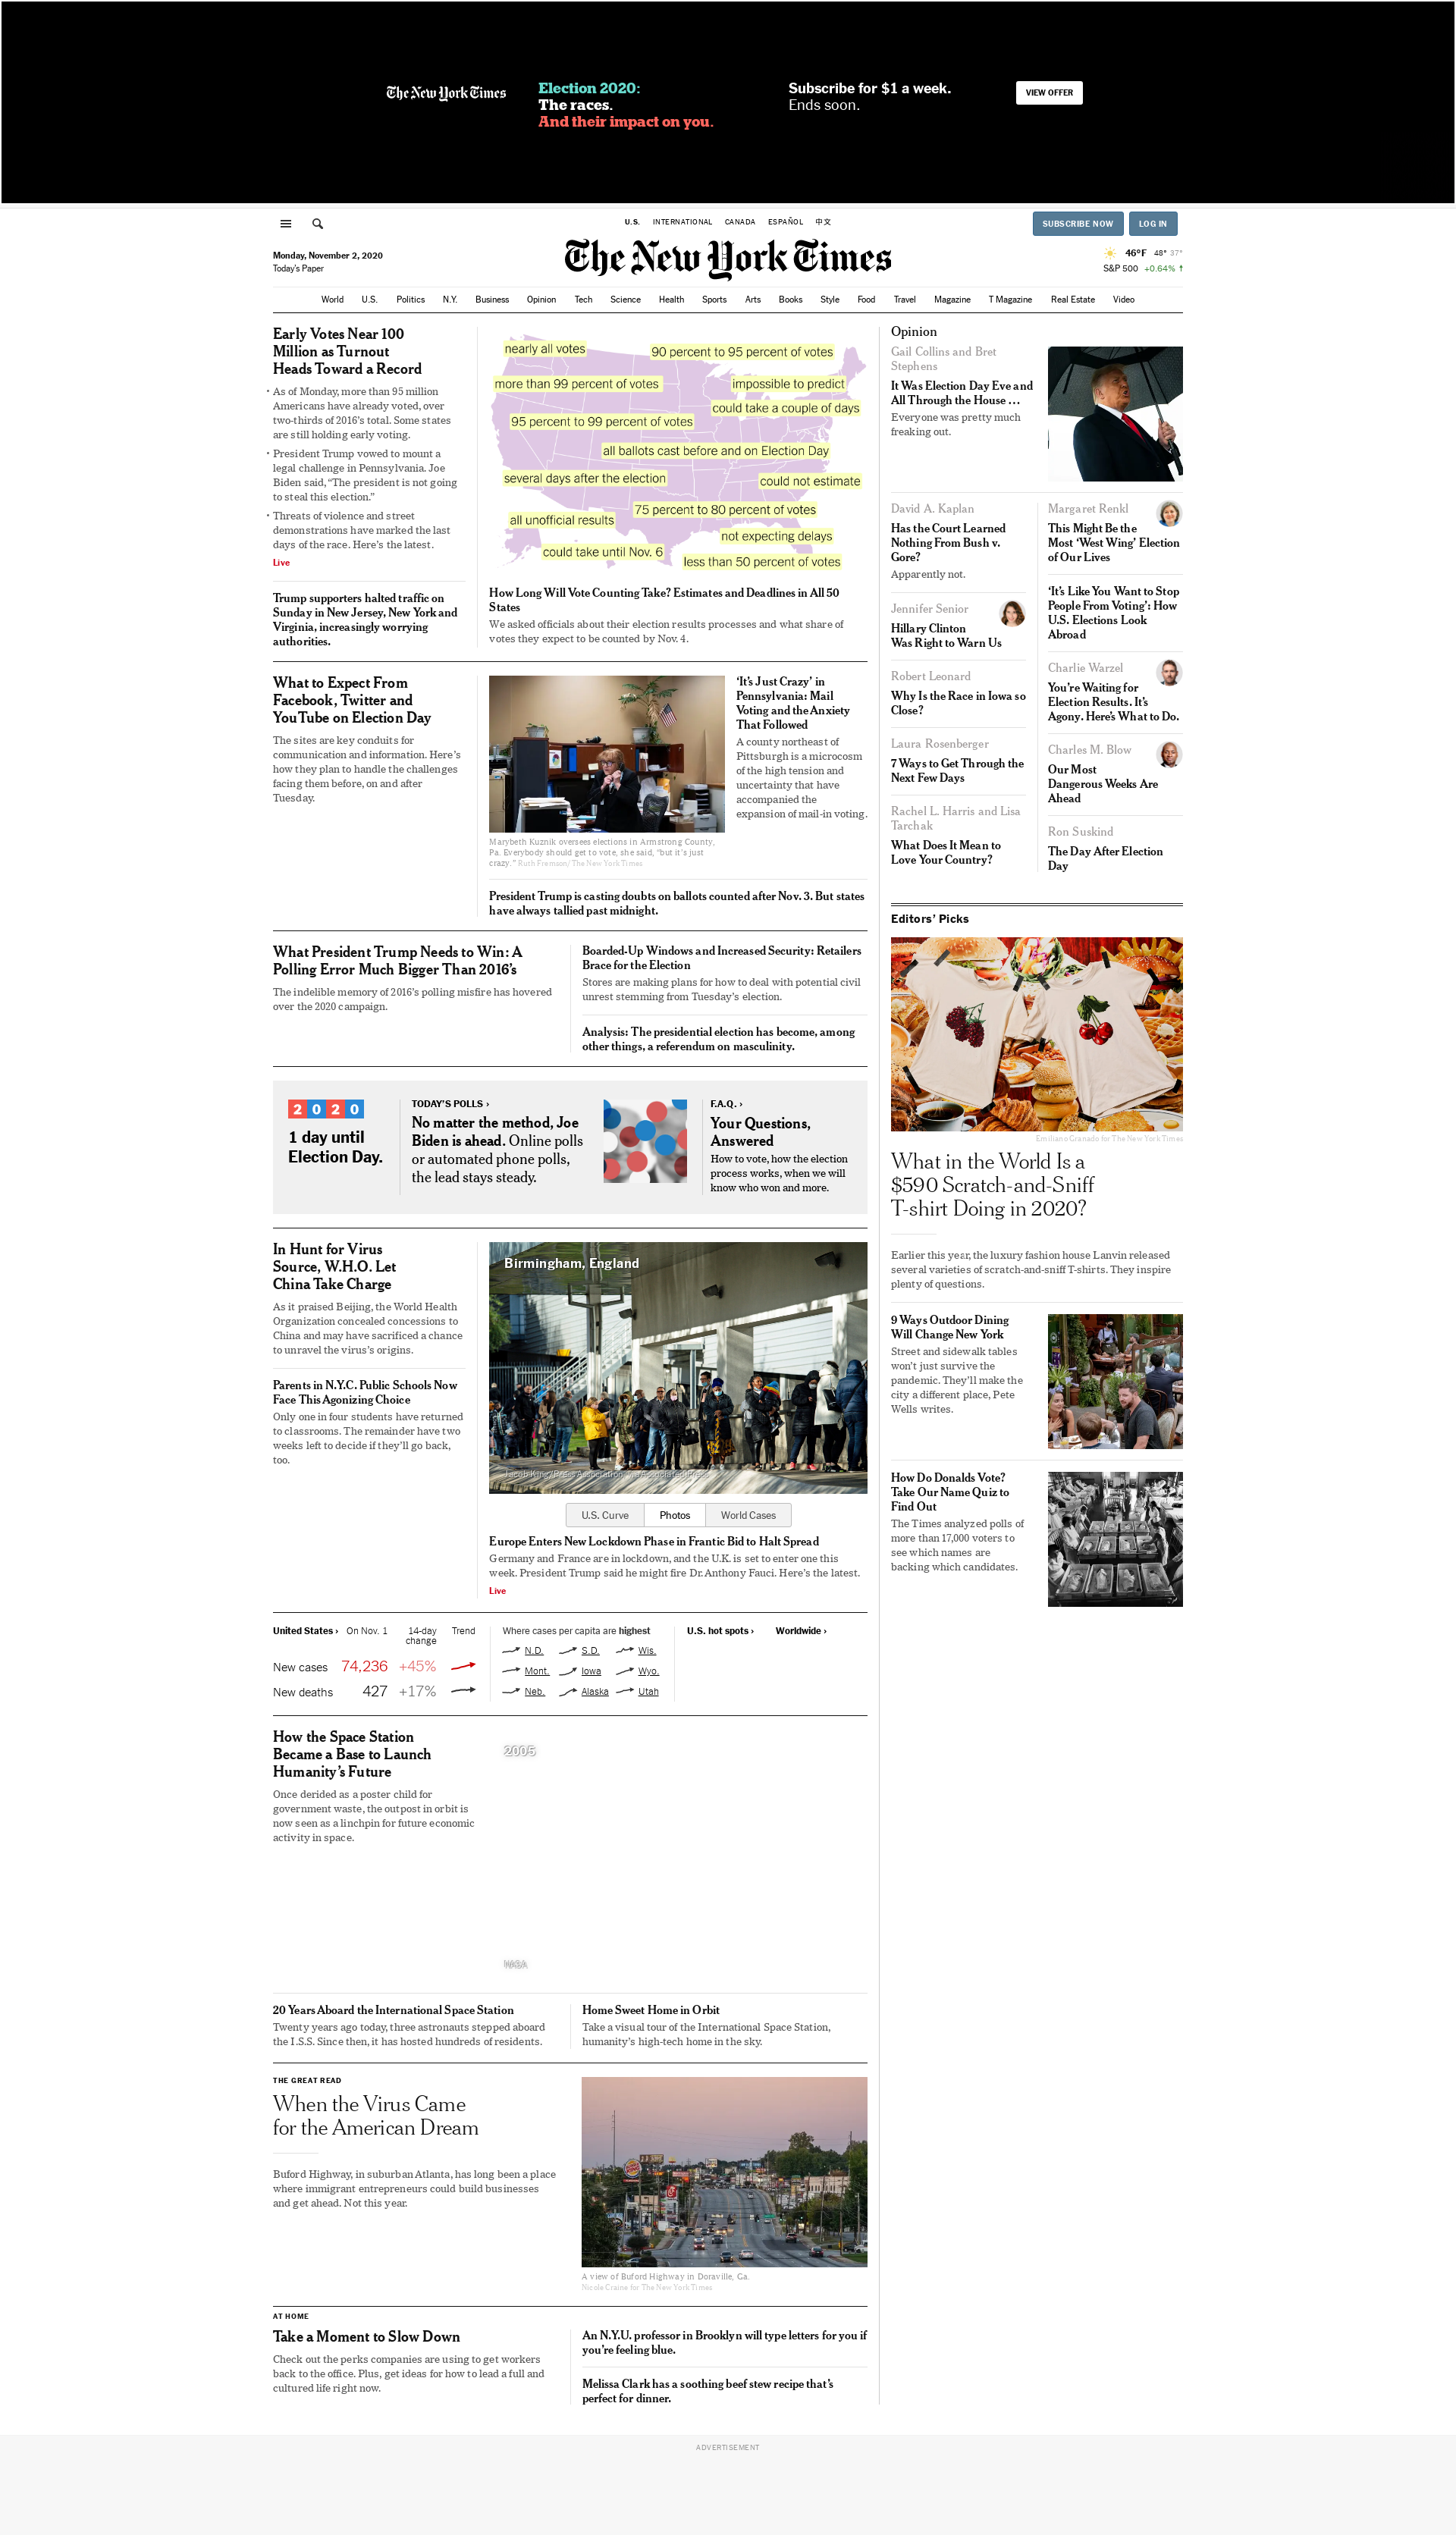 The New York Times
Election 2020:
The races.
And their impact on you.
Subscribe for $1 a week.
Ends soon.
VIEW OFFER
U.S. INTERNATIONAL CANADA ESPAÑOL 中文
SUBSCRIBE NOW LOG IN
Monday, November 2, 2020
Today's Paper
The New York Times
46°F 48° 37°
S&P 500 +0.64% ↑
World U.S. Politics N.Y. Business Opinion Tech Science Health Sports Arts Books Style Food Travel Magazine T Magazine Real Estate Video
Early Votes Near 100
Million as Turnout
Heads Toward a Record
• As of Monday, more than 95 million
Americans have already voted, over
two-thirds of 2016's total. Some states
are still holding early voting.
• President Trump vowed to mount a
legal challenge in Pennsylvania. Joe
Biden said, “The president is not going
to steal this election.”
• Threats of violence and street
demonstrations have marked the last
days of the race. Here's the latest.
Live
Trump supporters halted traffic on
Sunday in New Jersey, New York and
Virginia, increasingly worrying
authorities.
nearly all votes
90 percent to 95 percent of votes
more than 99 percent of votes
impossible to predict
could take a couple of days
95 percent to 99 percent of votes
all ballots cast before and on Election Day
several days after the election
could not estimate
75 percent to 80 percent of votes
all unofficial results
not expecting delays
could take until Nov. 6
less than 50 percent of votes
How Long Will Vote Counting Take? Estimates and Deadlines in All 50
States
We asked officials about their election results processes and what share of
votes they expect to be counted by Nov. 4.
What to Expect From
Facebook, Twitter and
YouTube on Election Day
The sites are key conduits for
communication and information. Here's
how they plan to handle the challenges
facing them before, on and after
Tuesday.
Marybeth Kuznik oversees elections in Armstrong County,
Pa. Everybody should get to vote, she said, “but it's just
crazy.” Ruth Fremson/The New York Times
‘It's Just Crazy’ in
Pennsylvania: Mail
Voting and the Anxiety
That Followed
A county northeast of
Pittsburgh is a microcosm
of the high tension and
uncertainty that have
accompanied the
expansion of mail-in voting.
President Trump is casting doubts on ballots counted after Nov. 3. But states
have always tallied past midnight.
What President Trump Needs to Win: A
Polling Error Much Bigger Than 2016's
The indelible memory of 2016's polling misfire has hovered
over the 2020 campaign.
Boarded-Up Windows and Increased Security: Retailers
Brace for the Election
Stores are making plans for how to deal with potential civil
unrest stemming from Tuesday's election.
Analysis: The presidential election has become, among
other things, a referendum on masculinity.
2020
1 day until
Election Day.
TODAY'S POLLS ›
No matter the method, Joe
Biden is ahead. Online polls
or automated phone polls,
the lead stays steady.
F.A.Q. ›
Your Questions,
Answered
How to vote, how the election
process works, when we will
know who won and more.
In Hunt for Virus
Source, W.H.O. Let
China Take Charge
As it praised Beijing, the World Health
Organization concealed concessions to
China and may have sacrificed a chance
to unravel the virus's origins.
Parents in N.Y.C. Public Schools Now
Face This Agonizing Choice
Only one in four students have returned
to classrooms. The remainder have two
weeks left to decide if they'll go back,
too.
Birmingham, England
Jacob King/Press Association, via Associated Press
U.S. Curve Photos World Cases
Europe Enters New Lockdown Phase in Frantic Bid to Halt Spread
Germany and France are in lockdown, and the U.K. is set to enter one this
week. President Trump said he might fire Dr. Anthony Fauci. Here's the latest.
Live
United States › On Nov. 1 14-day change Trend
New cases 74,236 +45%
New deaths 427 +17%
Where cases per capita are highest
N.D. S.D. Wis.
Mont. Iowa Wyo.
Neb. Alaska Utah
U.S. hot spots › Worldwide ›
How the Space Station
Became a Base to Launch
Humanity's Future
Once derided as a poster child for
government waste, the outpost in orbit is
now seen as a linchpin for future economic
activity in space.
2005
NASA
20 Years Aboard the International Space Station
Twenty years ago today, three astronauts stepped aboard
the I.S.S. Since then, it has hosted hundreds of residents.
Home Sweet Home in Orbit
Take a visual tour of the International Space Station,
humanity's high-tech home in the sky.
THE GREAT READ
When the Virus Came
for the American Dream
Buford Highway, in suburban Atlanta, has long been a place
where immigrant entrepreneurs could build businesses
and get ahead. Not this year.
A view of Buford Highway in Doraville, Ga.
Nicole Craine for The New York Times
AT HOME
Take a Moment to Slow Down
Check out the perks companies are using to get workers
back to the office. Plus, get ideas for how to lead a full and
cultured life right now.
An N.Y.U. professor in Brooklyn will type letters for you if
you're feeling blue.
Melissa Clark has a soothing beef stew recipe that's
perfect for dinner.
Opinion
Gail Collins and Bret
Stephens
It Was Election Day Eve and
All Through the House …
Everyone was pretty much
freaking out.
David A. Kaplan
Has the Court Learned
Nothing From Bush v.
Gore?
Apparently not.
Jennifer Senior
Hillary Clinton
Was Right to Warn Us
Robert Leonard
Why Is the Race in Iowa so
Close?
Laura Rosenberger
7 Ways to Get Through the
Next Few Days
Rachel L. Harris and Lisa
Tarchak
What Does It Mean to
Love Your Country?
Margaret Renkl
This Might Be the
Most ‘West Wing’ Election
of Our Lives
‘It's Like You Want to Stop
People From Voting’: How
U.S. Elections Look
Abroad
Charlie Warzel
You're Waiting for
Election Results. It's
Agony. Here's What to Do.
Charles M. Blow
Our Most
Dangerous Weeks Are
Ahead
Ron Suskind
The Day After Election
Day
Editors' Picks
Emiliano Granado for The New York Times
What in the World Is a
$590 Scratch-and-Sniff
T-shirt Doing in 2020?
Earlier this year, the luxury fashion house Lanvin released
several varieties of scratch-and-sniff T-shirts. They inspire
plenty of questions.
9 Ways Outdoor Dining
Will Change New York
Street and sidewalk tables
won't just survive the
pandemic. They'll make the
city a different place, Pete
Wells writes.
How Do Donalds Vote?
Take Our Name Quiz to
Find Out
The Times analyzed polls of
more than 17,000 voters to
see which names are
backing which candidates.
ADVERTISEMENT